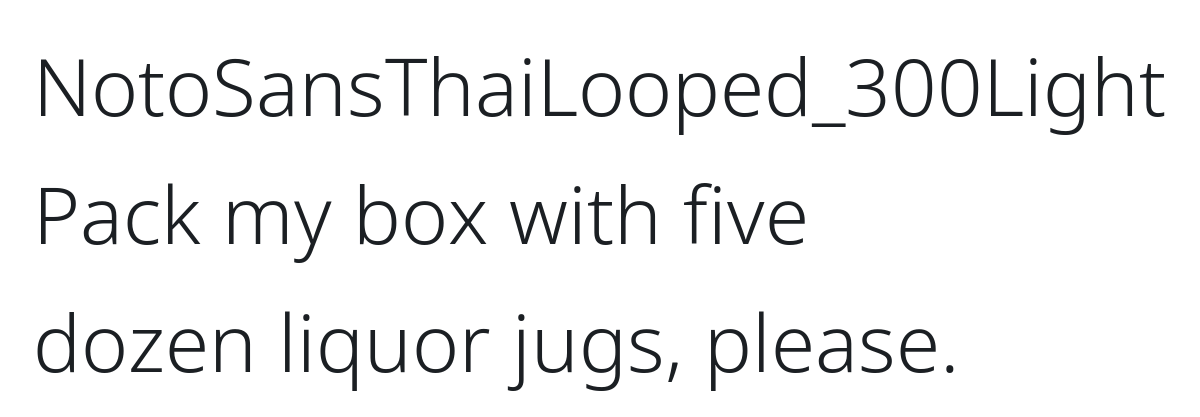 NotoSansThaiLooped_300Light
Pack my box with five
dozen liquor jugs, please.